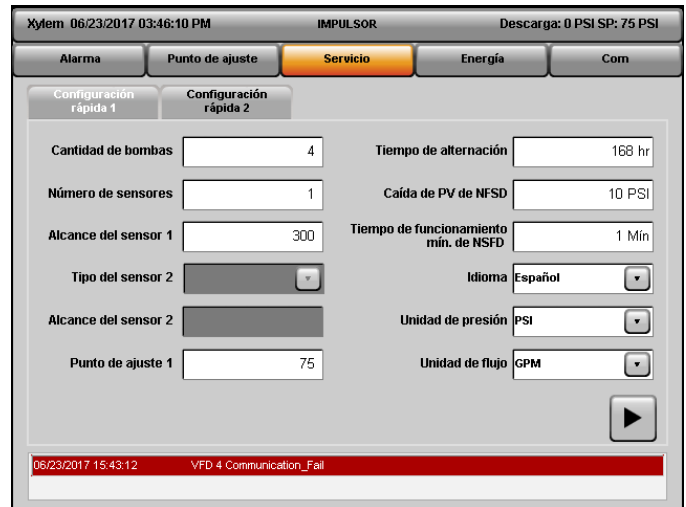 Xylem 06/23/2017 03:46:10 PM IMPULSOR Descarga: 0 PSI SP: 75 PSI
Alarma Punto de ajuste Servicio Energía Com
Configuración rápida 1
Configuración rápida 2
Cantidad de bombas 4
Tiempo de alternación 168 hr
Número de sensores 1
Caída de PV de NFSD 10 PSI
Alcance del sensor 1 300
Tiempo de funcionamiento mín. de NSFD 1 Mín
Tipo del sensor 2
Idioma Español
Alcance del sensor 2
Unidad de presión PSI
Punto de ajuste 1 75
Unidad de flujo GPM
06/23/2017 15:43:12 VFD 4 Communication_Fail